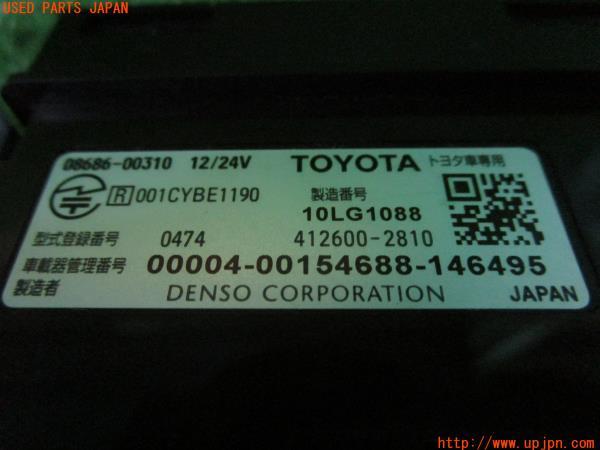 USED PARTS JAPAN
08686-00310 12/24V TOYOTA トヨタ車専用
R 001CYBE1190 製造番号
10LG1088
型式登録番号 0474 412600-2810
車載器管理番号 00004-00154688-146495
製造者 DENSO CORPORATION JAPAN
http://www.upjpn.com/